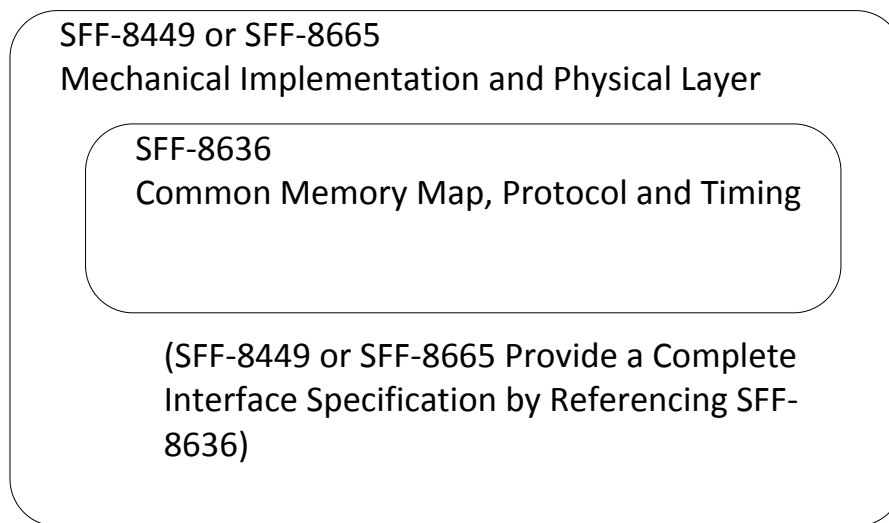 SFF-8449 or SFF-8665
Mechanical Implementation and Physical Layer
SFF-8636
Common Memory Map, Protocol and Timing
(SFF-8449 or SFF-8665 Provide a Complete
Interface Specification by Referencing SFF-
8636)